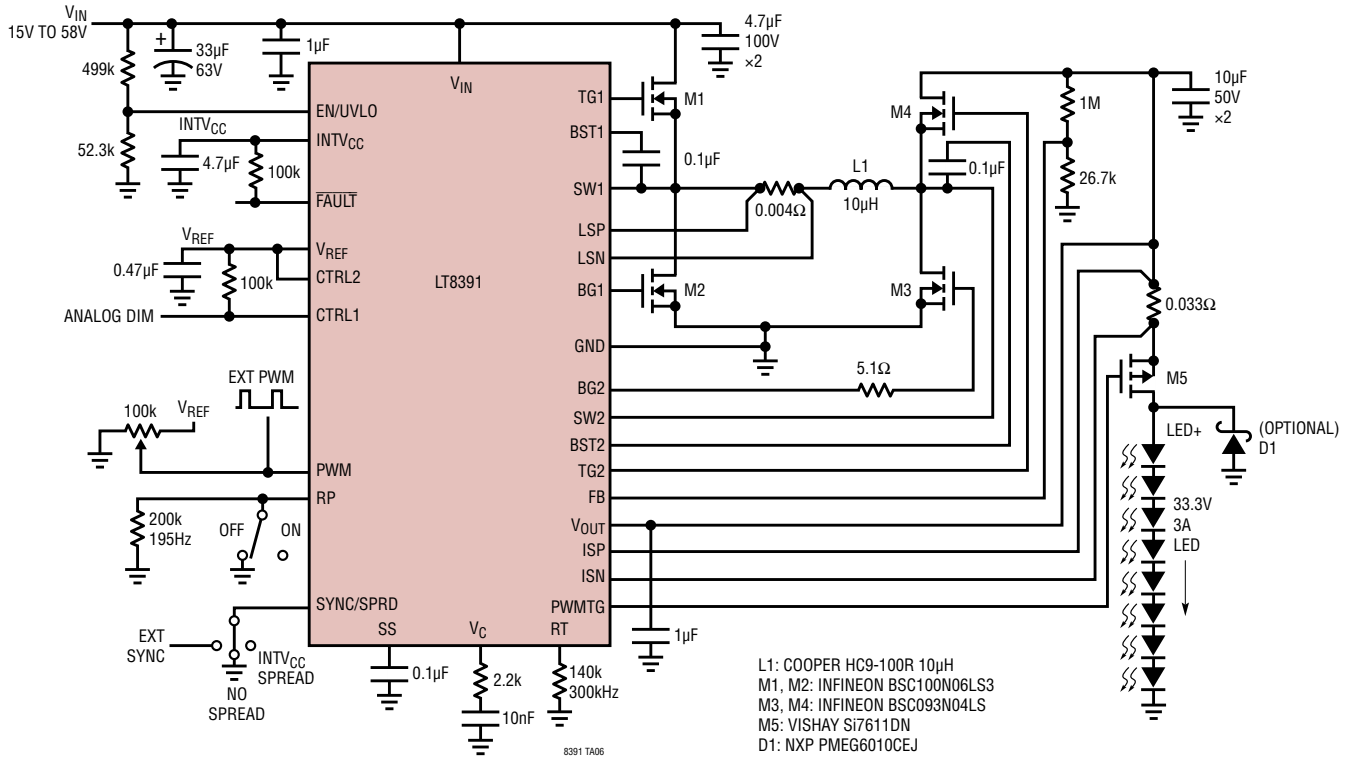 VIN
15V TO 58V
499k
+
33µF
63V
1µF
4.7µF
100V
×2
52.3k
INTVCC
4.7µF
100k
VREF
0.47µF
100k
ANALOG DIM
EXT PWM
100k
VREF
200k
195Hz
OFF
ON
EXT
SYNC
INTVCC
SPREAD
NO
SPREAD
VIN
EN/UVLO
INTVCC
FAULT
VREF
CTRL2
CTRL1
PWM
RP
SYNC/SPRD
SS
VC
RT
LT8391
TG1
BST1
SW1
LSP
LSN
BG1
GND
BG2
SW2
BST2
TG2
FB
VOUT
ISP
ISN
PWMTG
0.1µF
2.2k
10nF
140k
300kHz
1µF
M1
0.1µF
0.004Ω
L1
10µH
M2
M4
0.1µF
M3
5.1Ω
1M
26.7k
10µF
50V
×2
0.033Ω
M5
LED+
(OPTIONAL)
D1
33.3V
3A
LED
L1: COOPER HC9-100R 10µH
M1, M2: INFINEON BSC100N06LS3
M3, M4: INFINEON BSC093N04LS
M5: VISHAY Si7611DN
D1: NXP PMEG6010CEJ
8391 TA06